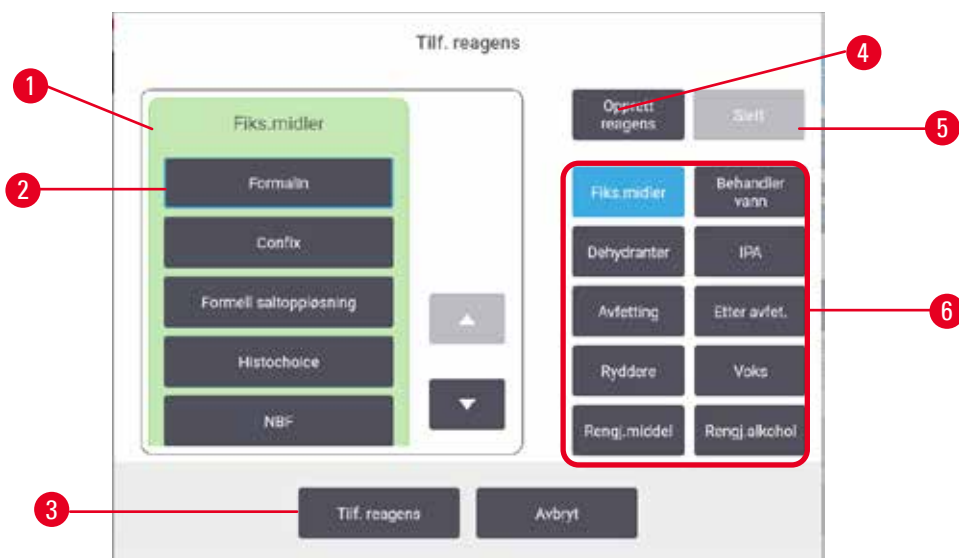 Tilf. reagens
4
1
Fiks.midler
Opprett
reagens
Slett
5
2
Formalin
Fiks.midler
Behandler
vann
Confix
Dehydranter
IPA
Formell saltoppløsning
Avfetting
Etter avfet.
6
Histochoice
Ryddere
Voks
NBF
Rengj.middel
Rengj.alkohol
3
Tilf. reagens
Avbryt